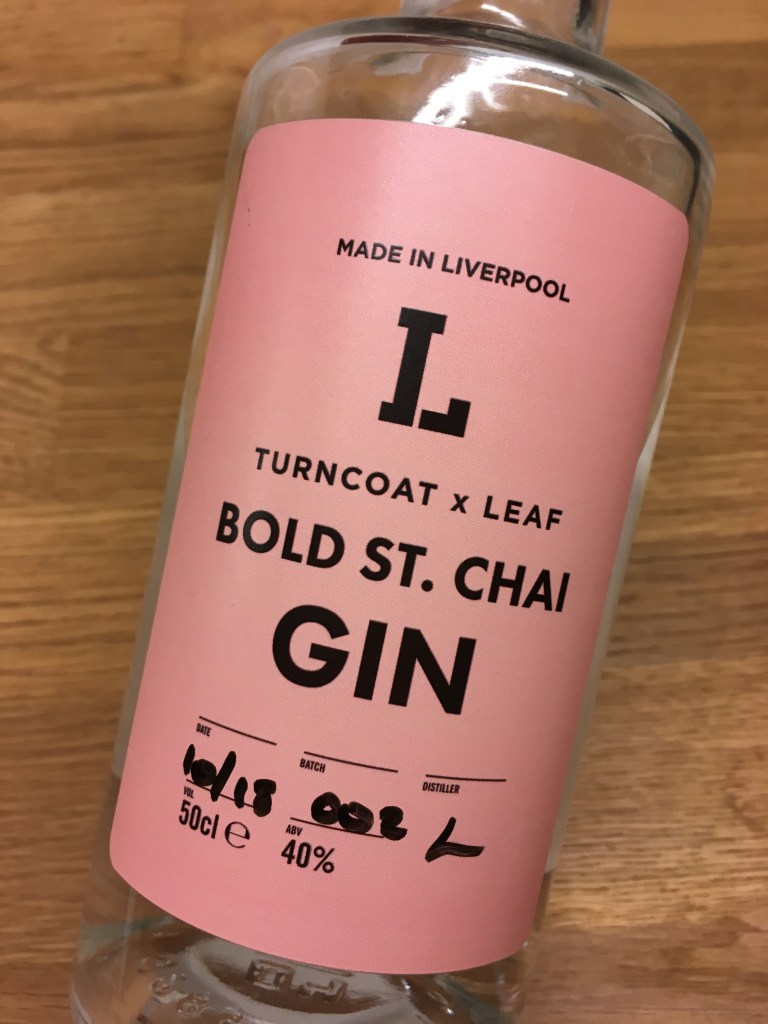 MADE IN LIVERPOOL
L
TURNCOAT x LEAF
BOLD ST. CHAI
GIN
DATE BATCH DISTILLER
10/18 002 L
VOL ABV
50cl e 40%